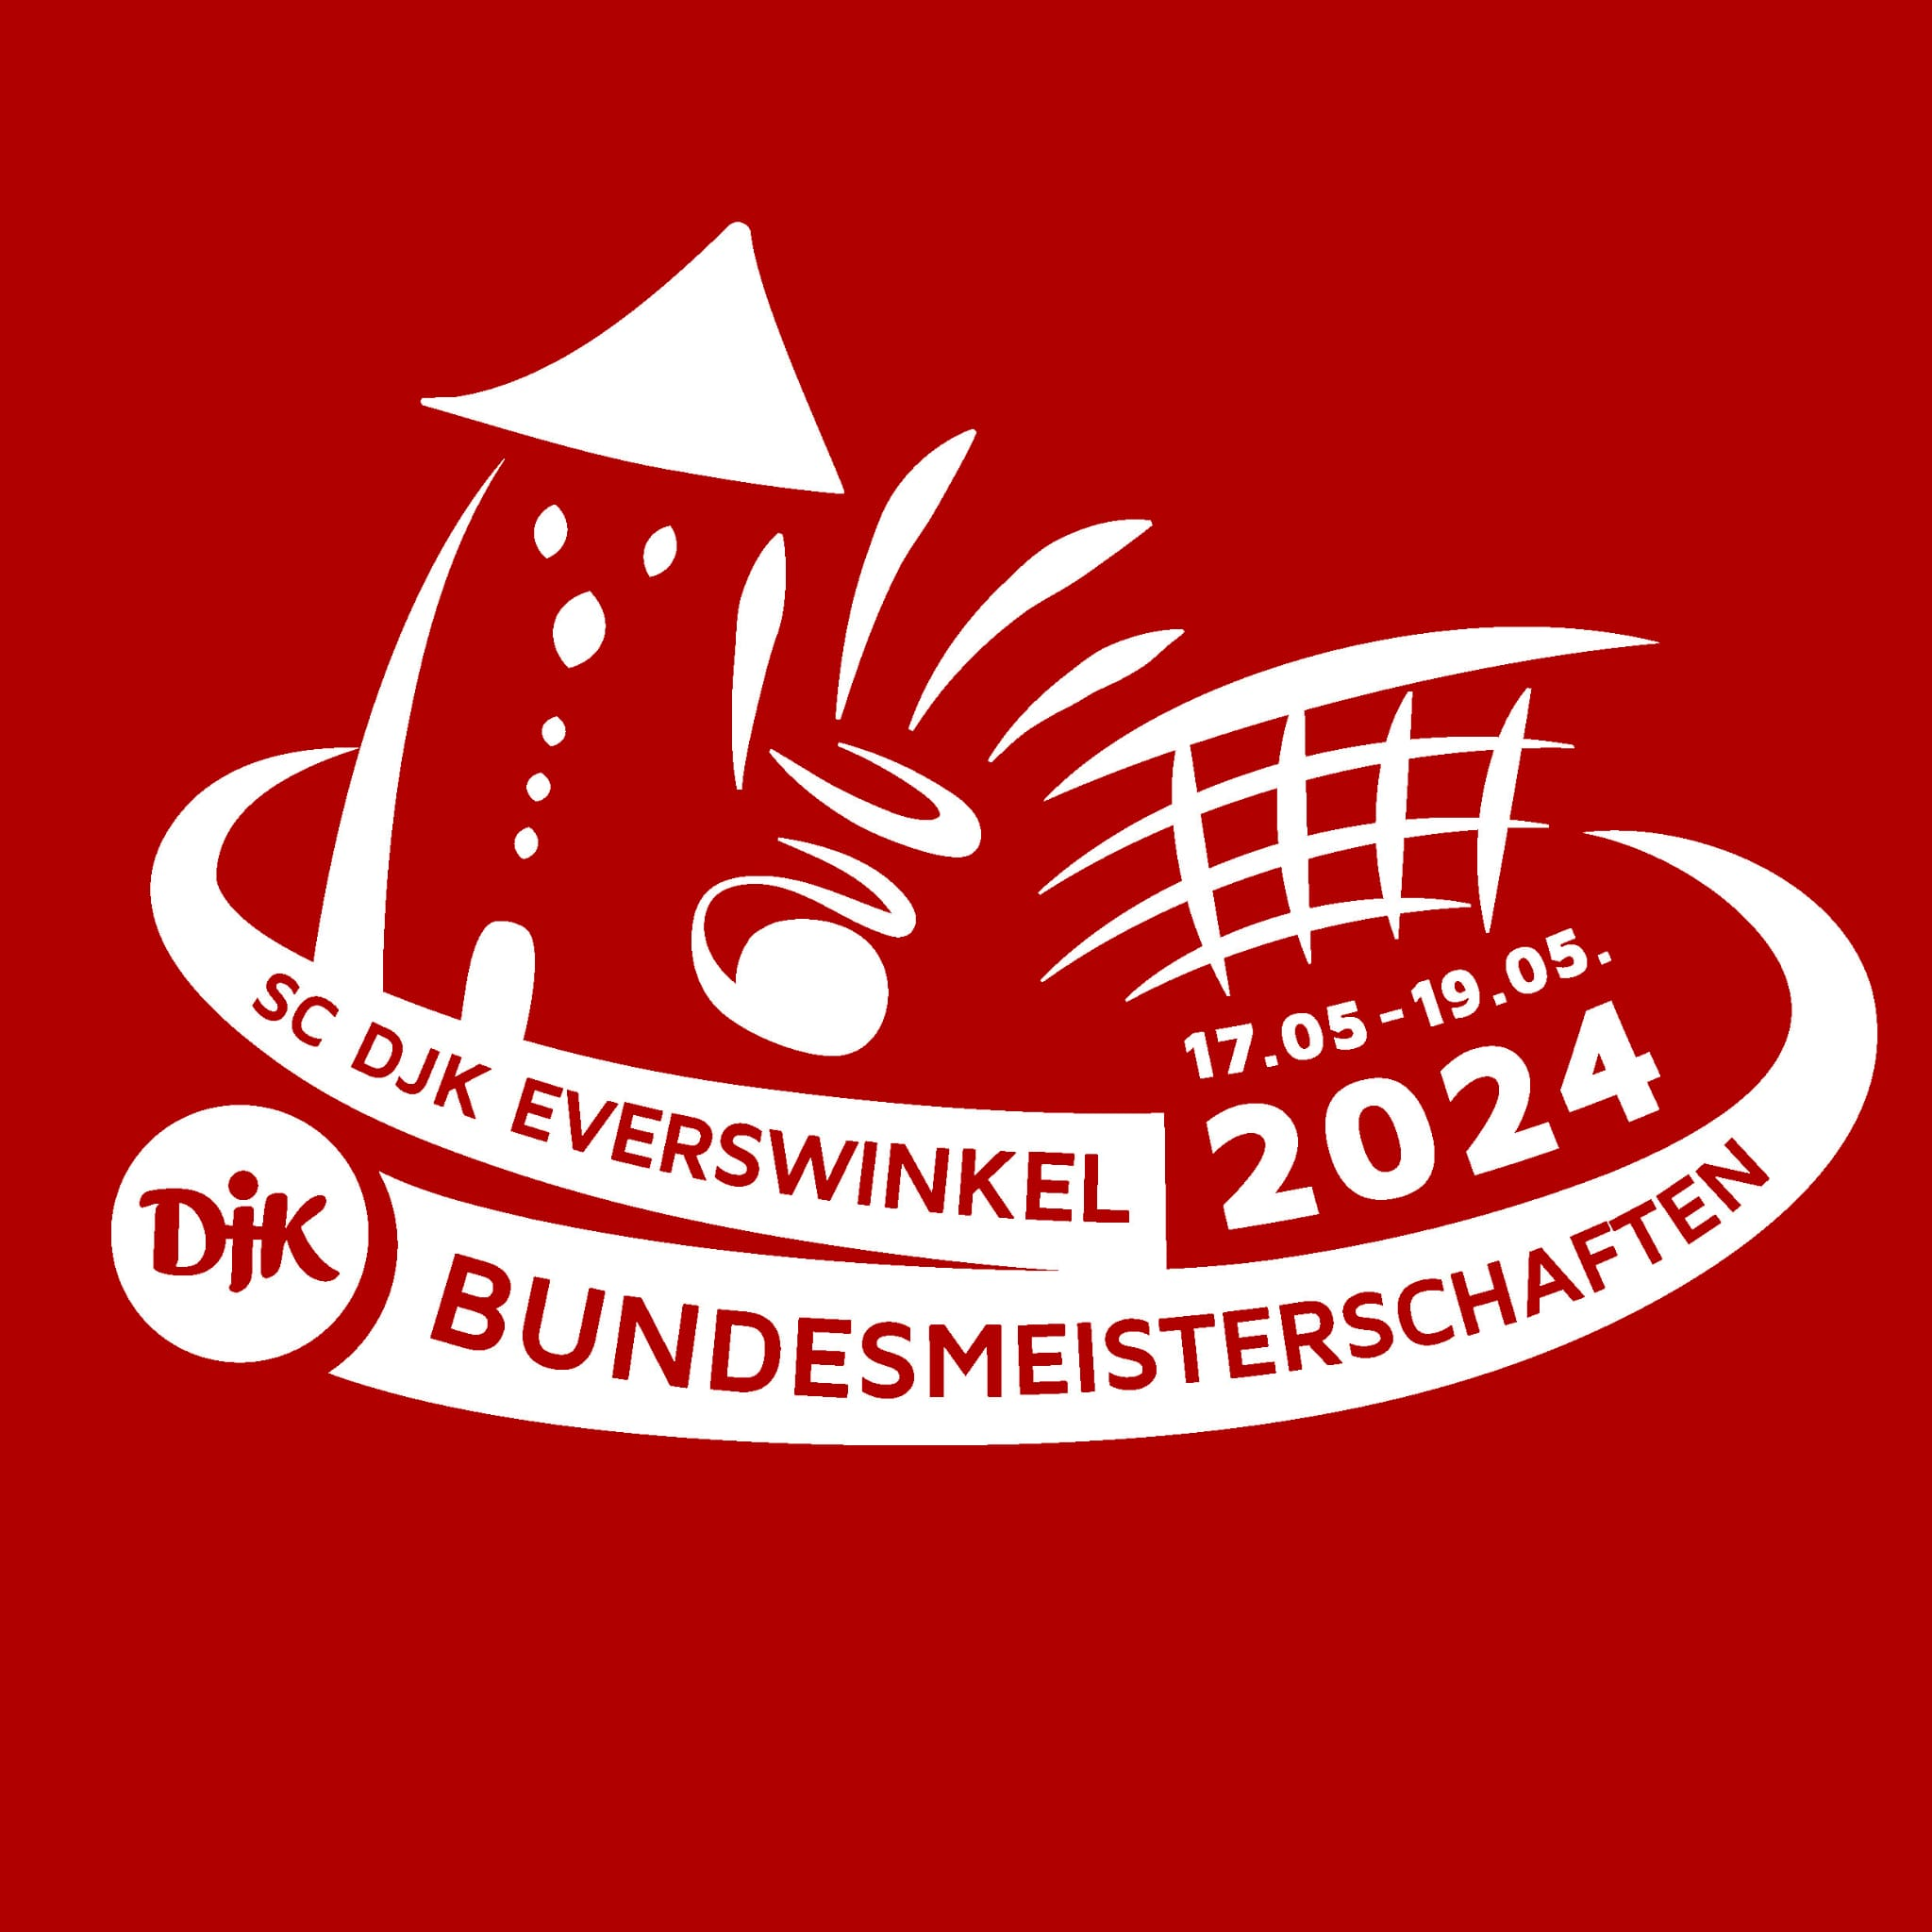 17.05-19.05.
2024
SC DJK EVERSWINKEL
DjK
BUNDESMEISTERSCHAFTEN